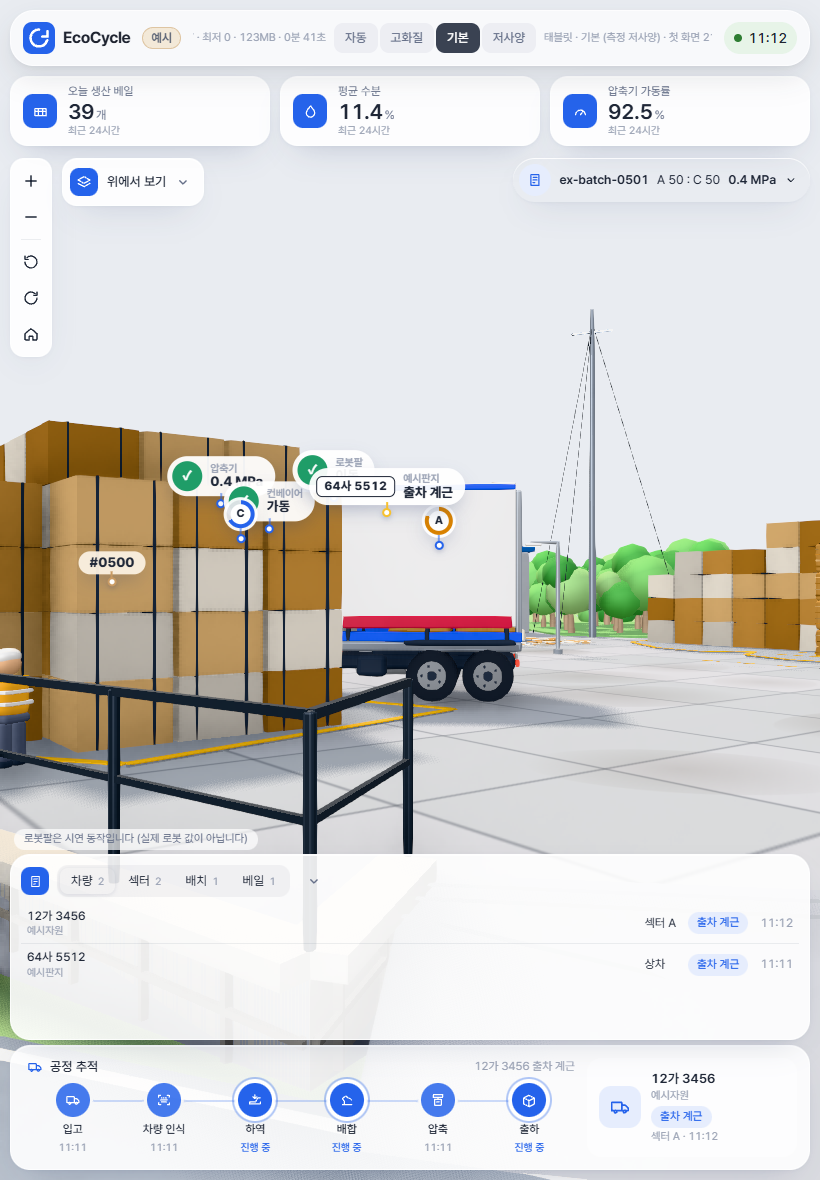 EcoCycle
예시
· 최저 0 · 123MB · 0분 41초
자동
고화질
기본
저사양
태블릿 · 기본 (측정 저사양) · 첫 화면
11:12
오늘 생산 베일
39개
최근 24시간
평균 수분
11.4%
최근 24시간
압축기 가동률
92.5%
최근 24시간
위에서 보기
ex-batch-0501 A 50 : C 50 0.4 MPa
압축기
0.4 MPa
로봇팔
컨베이어
가동
C
64사 5512
예시판지
출차 계근
A
#0500
로봇팔은 시연 동작입니다 (실제 로봇 값이 아닙니다)
차량 2
섹터 2
배치 1
베일 1
12가 3456
예시자원
섹터 A
출차 계근
11:12
64사 5512
예시판지
상차
출차 계근
11:11
공정 추적
12가 3456 출차 계근
입고
11:11
차량 인식
11:11
하역
진행 중
배합
진행 중
압축
11:11
출하
진행 중
12가 3456
예시자원
출차 계근
섹터 A · 11:12